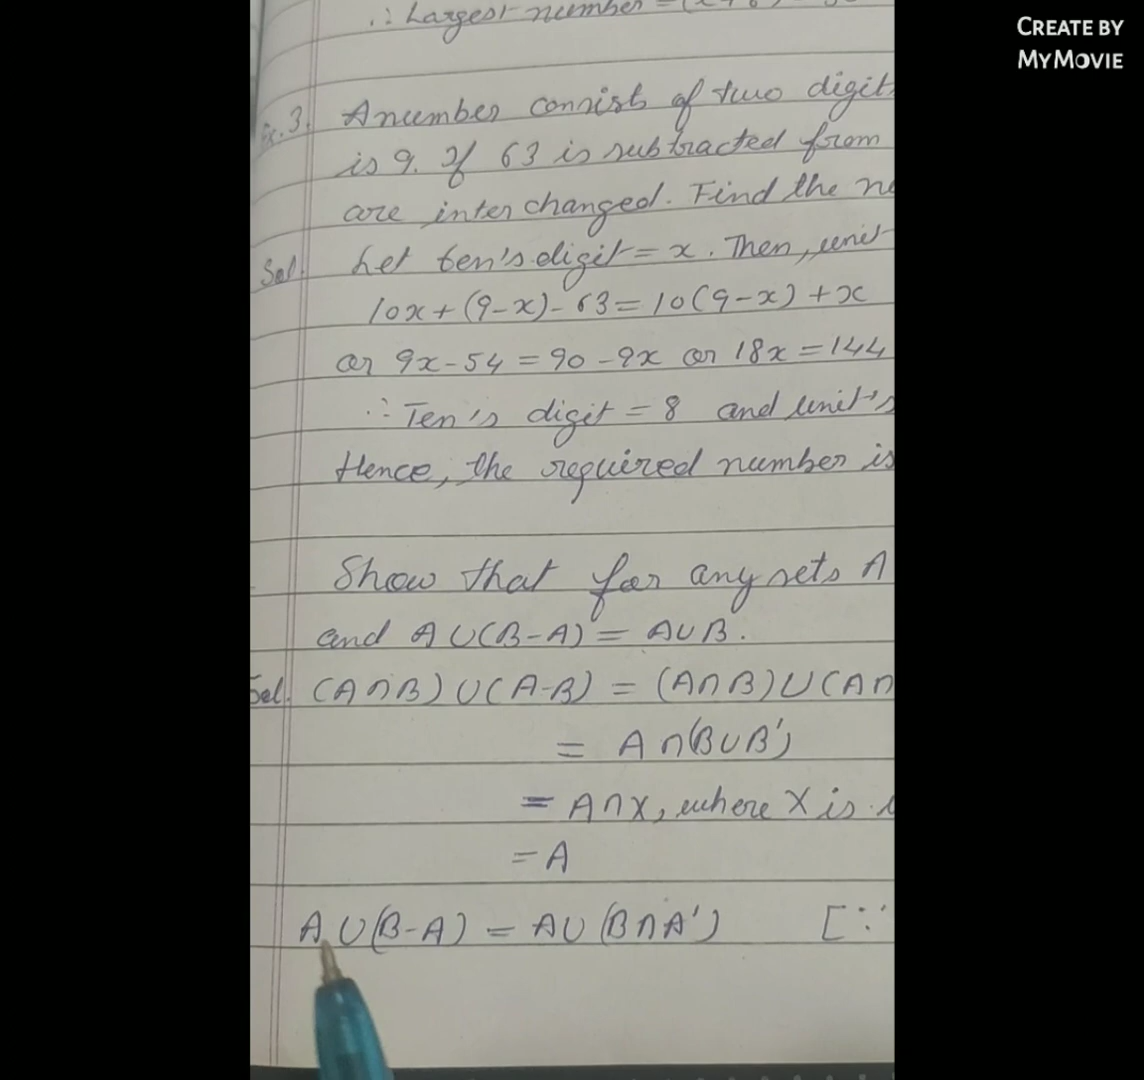 CREATE BY
MYMOVIE
∴ Largest number =
Ex. 3. A number consists of two digit
is 9. If 63 is subtracted from
are interchanged. Find the
Sol. Let ten's digit = x. Then, unit
10x + (9-x) - 63 = 10(9-x) + x
or 9x - 54 = 90 - 9x or 18x = 144
∴ Ten's digit = 8 and unit's
Hence, the required number is
Show that for any sets A
and A∪(B-A) = A∪B.
Sol. (A∩B)∪(A-B) = (A∩B)∪(A∩
= A∩(B∪B')
= A∩X, where X is
= A
A∪(B-A) = A∪(B∩A') [∵